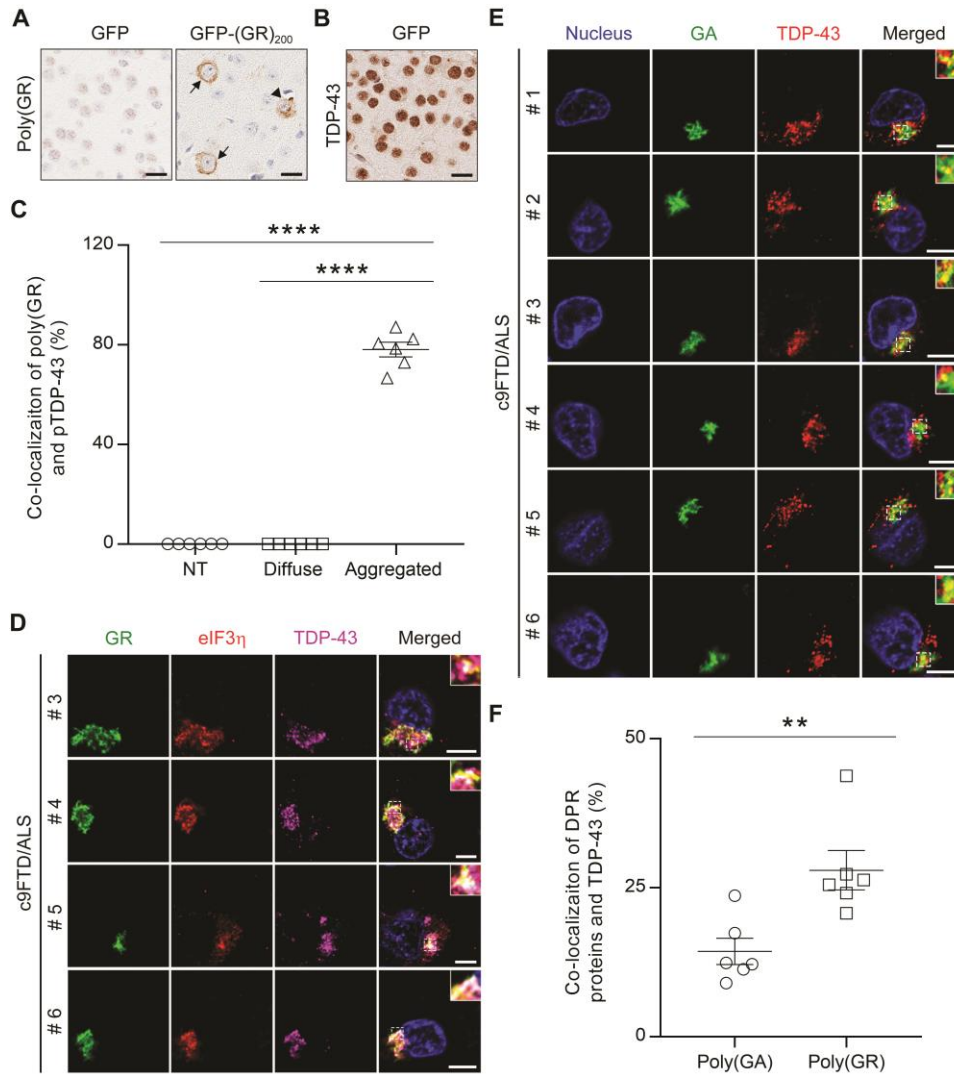 A
GFP
GFP-(GR)200
Poly(GR)
B
GFP
TDP-43
C
****
****
120
80
40
0
Co-localizaiton of poly(GR)
and pTDP-43 (%)
NT
Diffuse
Aggregated
D
GR
eIF3η
TDP-43
Merged
c9FTD/ALS
#3
#4
#5
#6
E
Nucleus
GA
TDP-43
Merged
c9FTD/ALS
#1
#2
#3
#4
#5
#6
F
**
50
25
0
Co-localizaiton of DPR
proteins and TDP-43 (%)
Poly(GA)
Poly(GR)